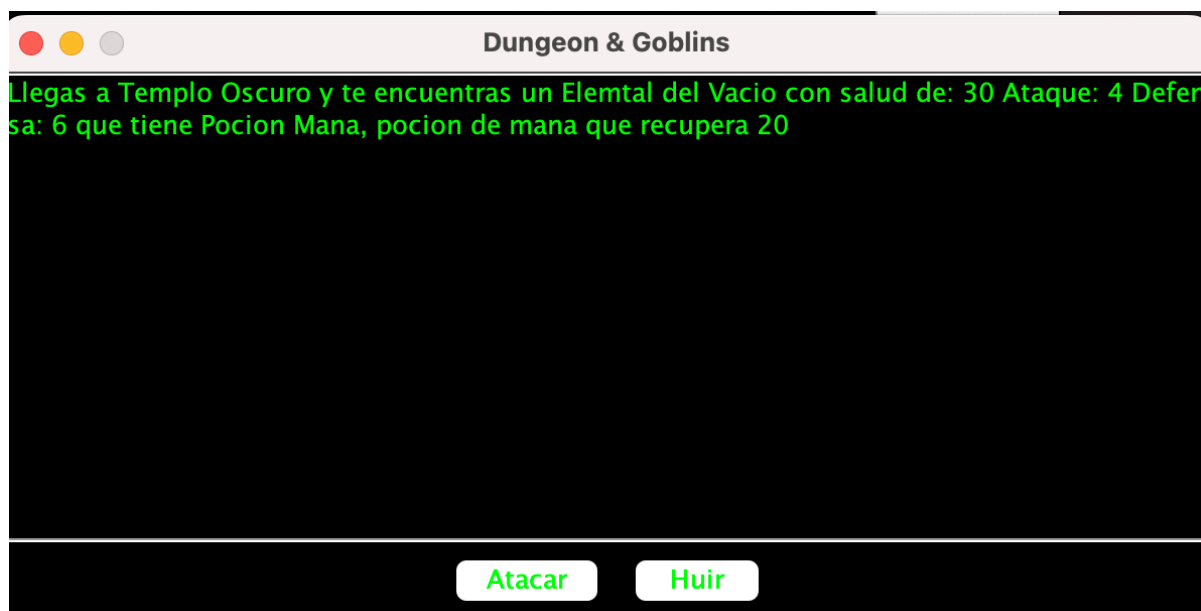 Dungeon & Goblins
Llegas a Templo Oscuro y te encuentras un Elemtal del Vacio con salud de: 30 Ataque: 4 Defen
sa: 6 que tiene Pocion Mana, pocion de mana que recupera 20
Atacar
Huir